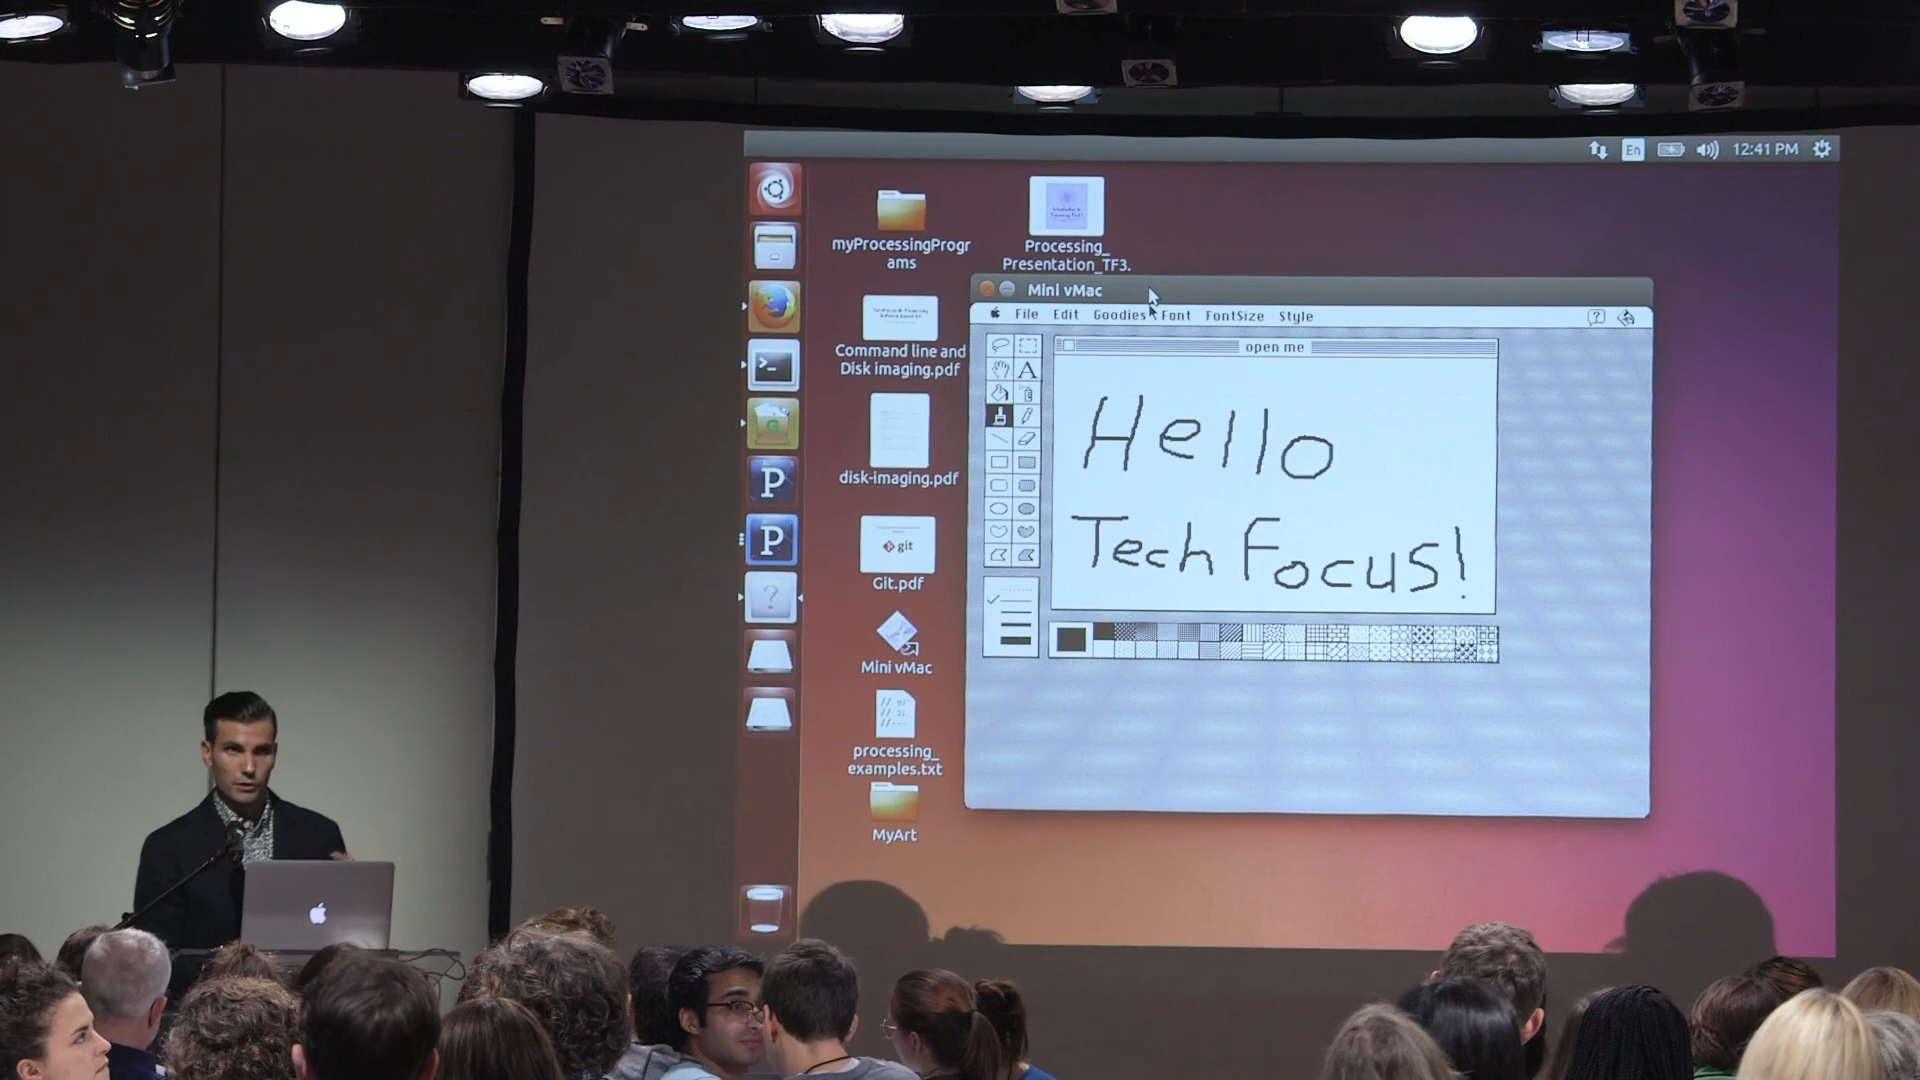 En 12:41 PM
myProcessingProgr
ams
Processing_
Presentation_TF3.
Command line and
Disk imaging.pdf
disk-imaging.pdf
git
Git.pdf
Mini vMac
processing_
examples.txt
MyArt
Mini vMac
File Edit Goodies Font FontSize Style
open me
A
Hello
Tech Focus!
>_
G
P
P
?